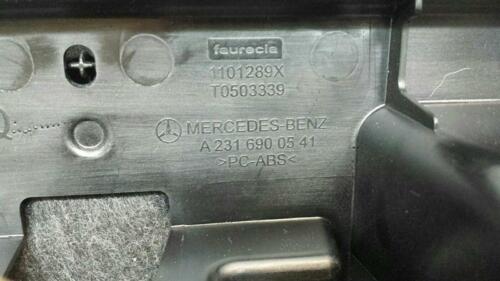 faurecia
1101289X
T0503339
MERCEDES-BENZ
A 231 690 05 41
>PC-ABS<